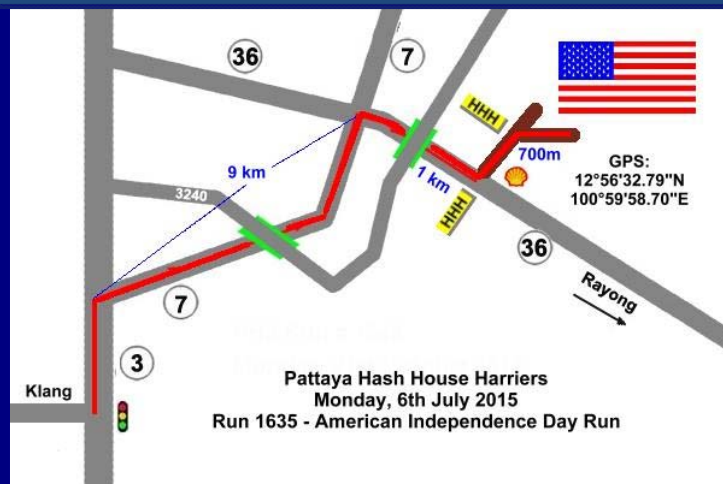 36
7
HHH
9 km
3240
1 km
700m
GPS:
12°56'32.79"N
100°59'58.70"E
HHH
36
Rayong
7
3
Klang
Pattaya Hash House Harriers
Monday, 6th July 2015
Run 1635 - American Independence Day Run